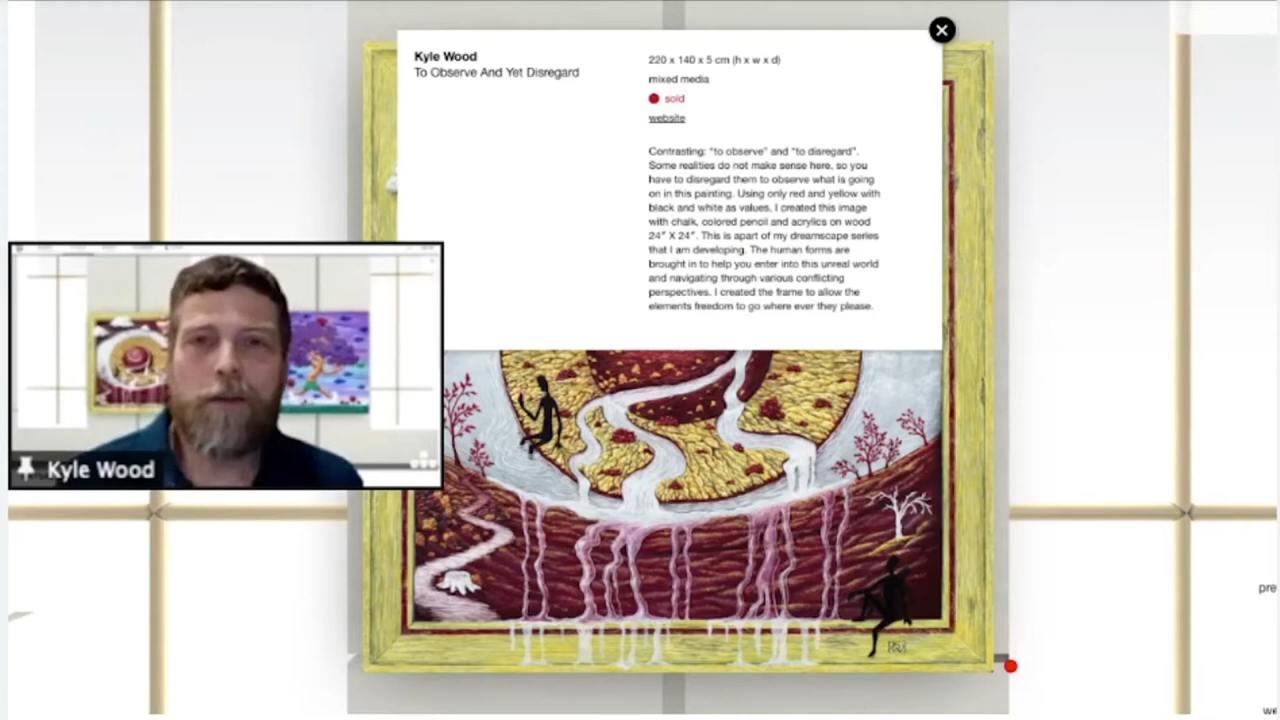 Kyle Wood
To Observe And Yet Disregard
220 x 140 x 5 cm (h x w x d)
mixed media
sold
website
Contrasting: “to observe” and “to disregard”.
Some realities do not make sense here, so you
have to disregard them to observe what is going
on in this painting. Using only red and yellow with
black and white as values, I created this image
with chalk, colored pencil and acrylics on wood
24″ X 24″. This is apart of my dreamscape series
that I am developing. The human forms are
brought in to help you enter into this unreal world
and navigating through various conflicting
perspectives. I created the frame to allow the
elements freedom to go where ever they please.
Kyle Wood
pre
we